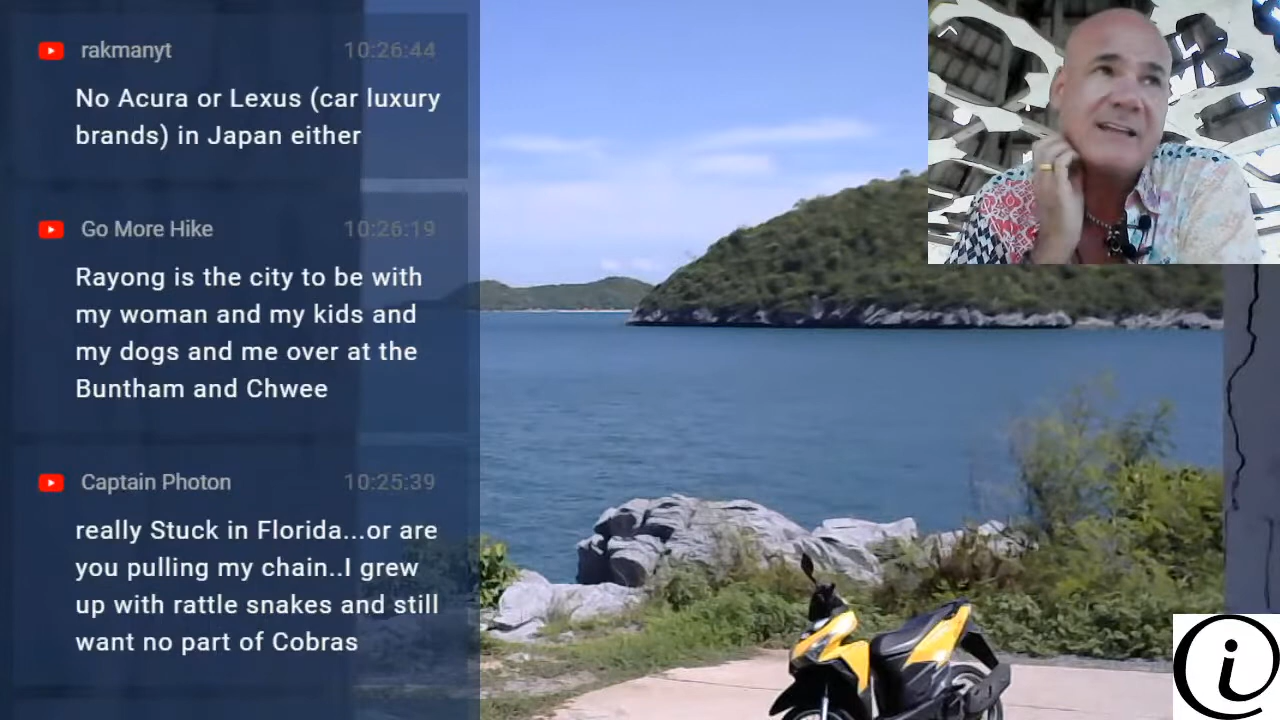 rakmanyt 10:26:44
No Acura or Lexus (car luxury
brands) in Japan either
Go More Hike 10:26:19
Rayong is the city to be with
my woman and my kids and
my dogs and me over at the
Buntham and Chwee
Captain Photon 10:25:39
really Stuck in Florida...or are
you pulling my chain..I grew
up with rattle snakes and still
want no part of Cobras
i